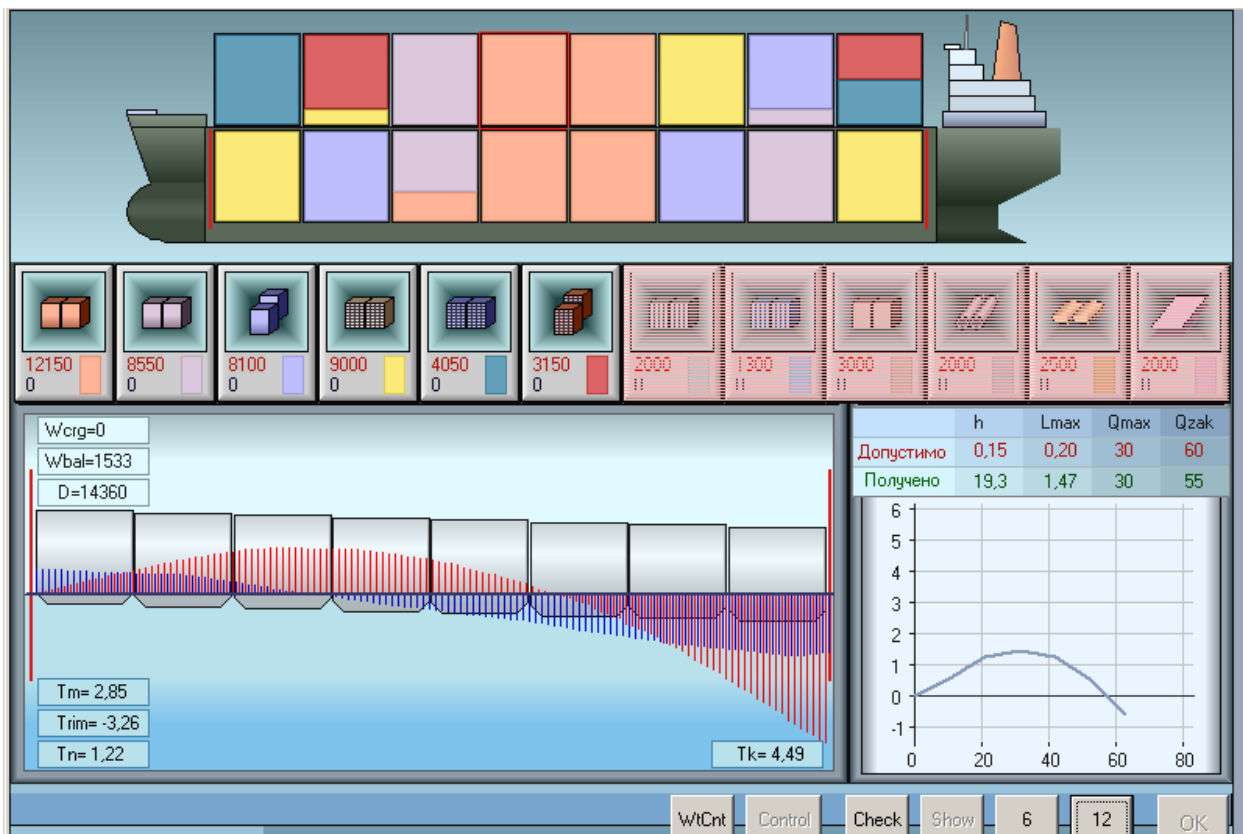 12150 8550 8100 9000 4050 3150 2000 1300 3000 2000 2500 2000
0 0 0 0 0 0 !! !! !! !! !! !!
Wcrg=0
Wbal=1533
D=14360
Tm= 2,85
Trim= -3,26
Tn= 1,22
Tk= 4,49
h Lmax Qmax Qzak
Допустимо 0,15 0,20 30 60
Получено 19,3 1,47 30 55
6
5
4
3
2
1
0
-1
0 20 40 60 80
WtCnt Control Check Show 6 12 OK